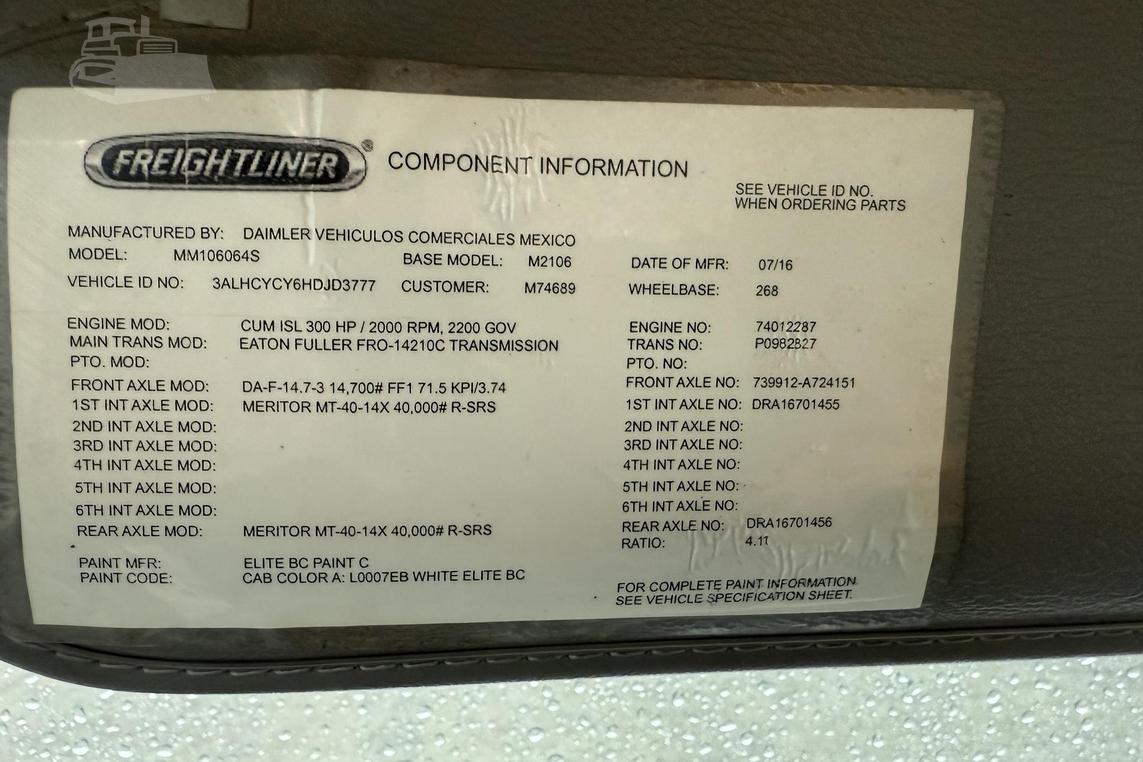 FREIGHTLINER® COMPONENT INFORMATION
SEE VEHICLE ID NO.
WHEN ORDERING PARTS
MANUFACTURED BY: DAIMLER VEHICULOS COMERCIALES MEXICO
MODEL: MM106064S BASE MODEL: M2106 DATE OF MFR: 07/16
VEHICLE ID NO: 3ALHCYCY6HDJD3777 CUSTOMER: M74689 WHEELBASE: 268
ENGINE MOD: CUM ISL 300 HP / 2000 RPM, 2200 GOV ENGINE NO: 74012287
MAIN TRANS MOD: EATON FULLER FRO-14210C TRANSMISSION TRANS NO: P0982827
PTO. MOD: PTO. NO:
FRONT AXLE MOD: DA-F-14.7-3 14,700# FF1 71.5 KPI/3.74 FRONT AXLE NO: 739912-A724151
1ST INT AXLE MOD: MERITOR MT-40-14X 40,000# R-SRS 1ST INT AXLE NO: DRA16701455
2ND INT AXLE MOD: 2ND INT AXLE NO:
3RD INT AXLE MOD: 3RD INT AXLE NO:
4TH INT AXLE MOD: 4TH INT AXLE NO:
5TH INT AXLE MOD: 5TH INT AXLE NO:
6TH INT AXLE MOD: 6TH INT AXLE NO:
REAR AXLE MOD: MERITOR MT-40-14X 40,000# R-SRS REAR AXLE NO: DRA16701456
RATIO: 4.11
PAINT MFR: ELITE BC PAINT C
PAINT CODE: CAB COLOR A: L0007EB WHITE ELITE BC
FOR COMPLETE PAINT INFORMATION
SEE VEHICLE SPECIFICATION SHEET.